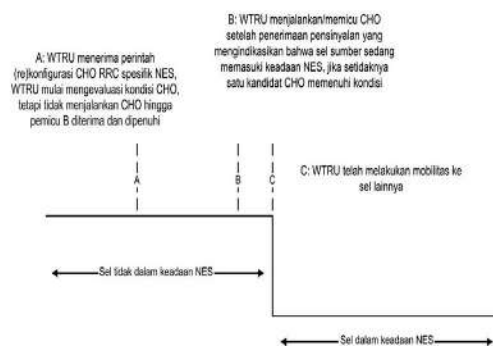 A: WTRU menerima perintah
(re)konfigurasi CHO RRC spesifik NES,
WTRU mulai mengevaluasi kondisi CHO,
tetapi tidak menjalankan CHO hingga
pemicu B diterima dan dipenuhi
B: WTRU menjalankan/memicu CHO
setelah penerimaan pensinyalan yang
mengindikasikan bahwa sel sumber sedang
memasuki keadaan NES, jika setidaknya
satu kandidat CHO memenuhi kondisi
C: WTRU telah melakukan mobilitas ke
sel lainnya
A
B
C
Sel tidak dalam keadaan NES
Sel dalam keadaan NES